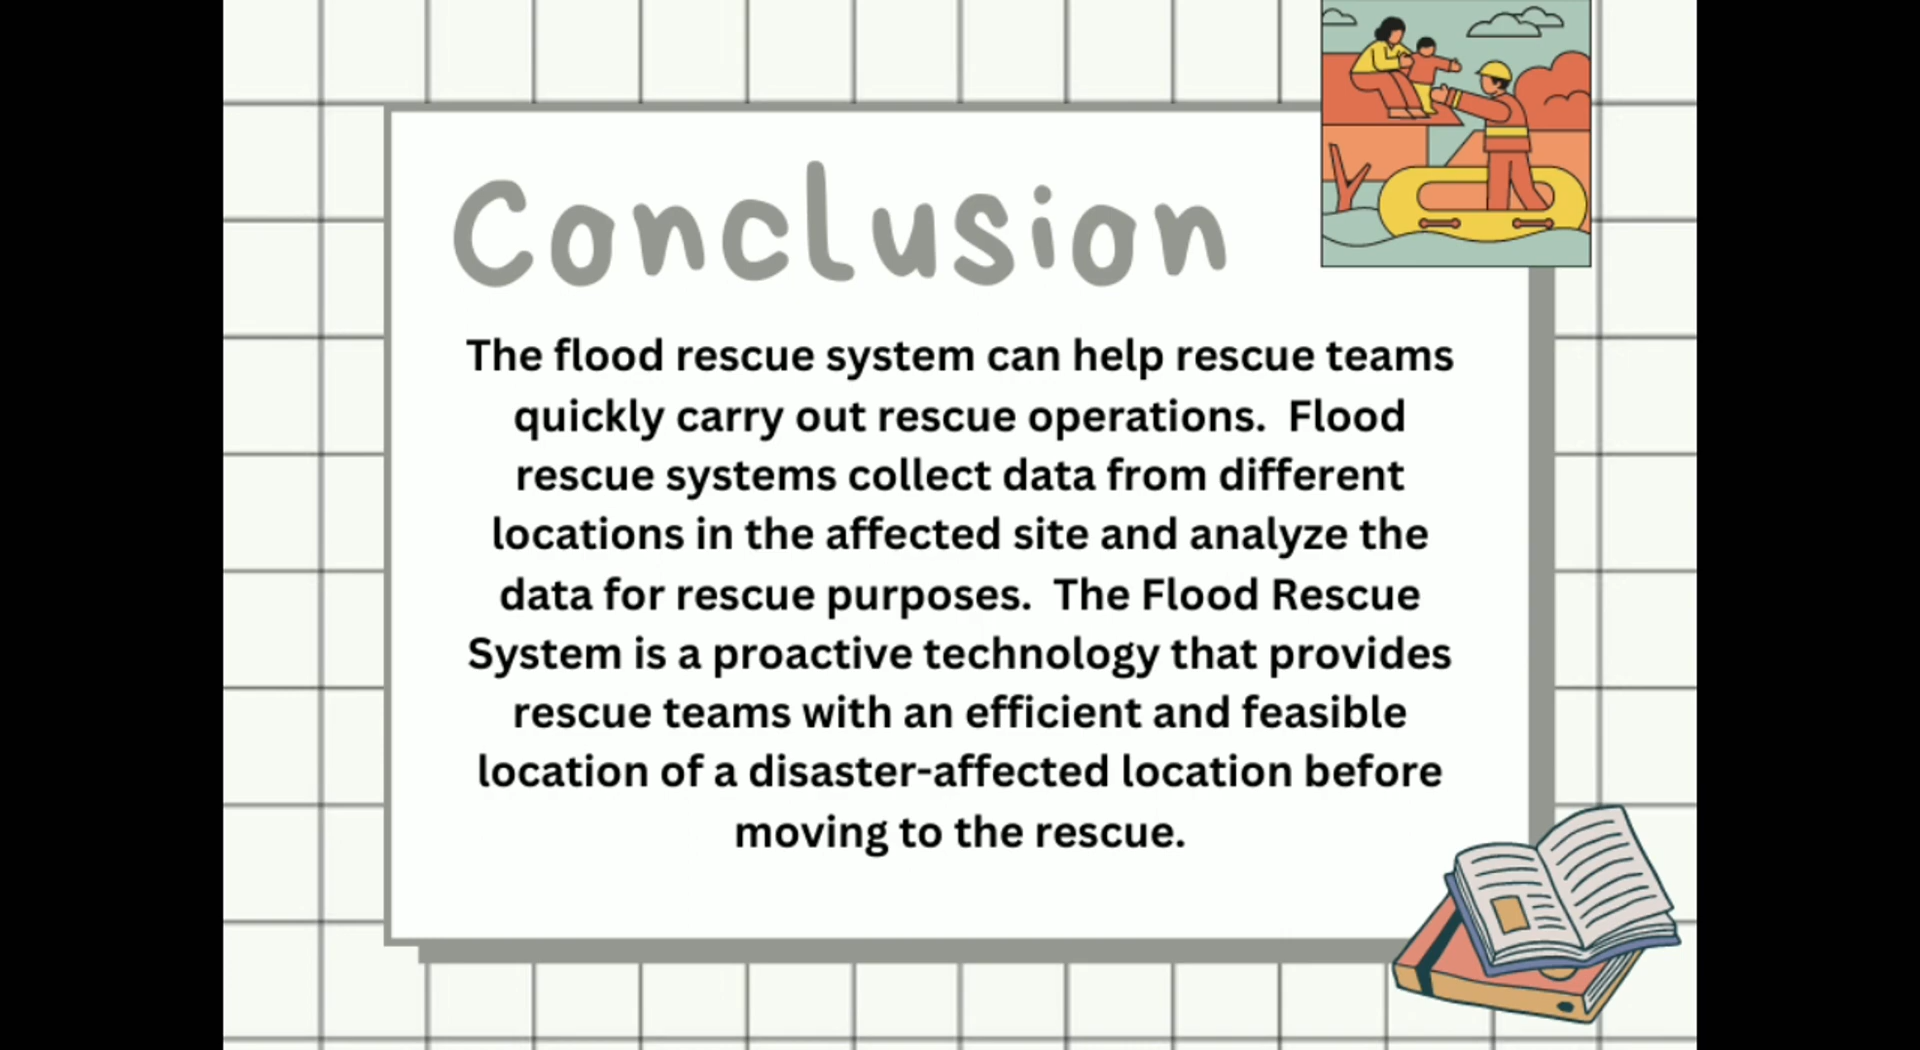 Conclusion
The flood rescue system can help rescue teams
quickly carry out rescue operations.  Flood
rescue systems collect data from different
locations in the affected site and analyze the
data for rescue purposes.  The Flood Rescue
System is a proactive technology that provides
rescue teams with an efficient and feasible
location of a disaster-affected location before
moving to the rescue.